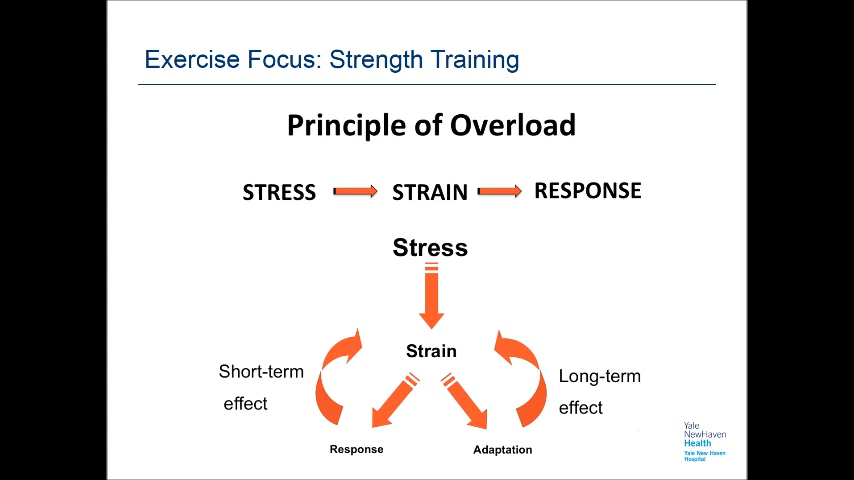 Exercise Focus: Strength Training
Principle of Overload
STRESS STRAIN RESPONSE
Stress
Strain
Short-term
effect
Long-term
effect
Response
Adaptation
Yale
NewHaven
Health
Yale New Haven
Hospital